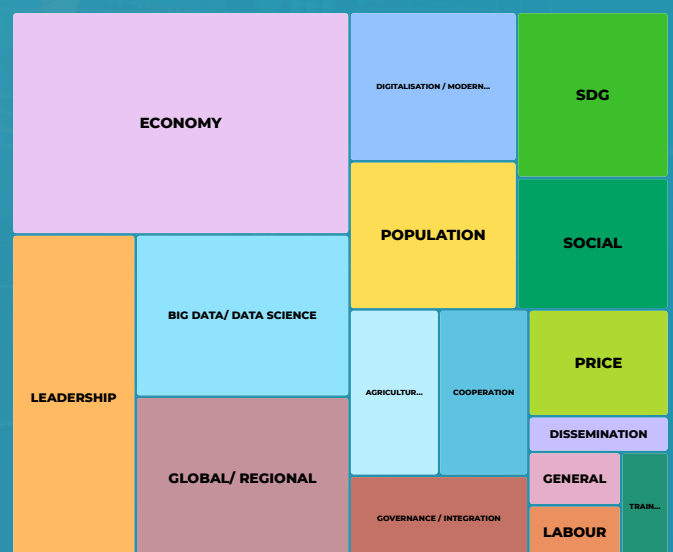 ECONOMY
DIGITALISATION / MODERN...
SDG
POPULATION
SOCIAL
BIG DATA/ DATA SCIENCE
LEADERSHIP
GLOBAL/ REGIONAL
AGRICULTUR...
COOPERATION
PRICE
DISSEMINATION
GENERAL
TRAIN...
GOVERNANCE / INTEGRATION
LABOUR